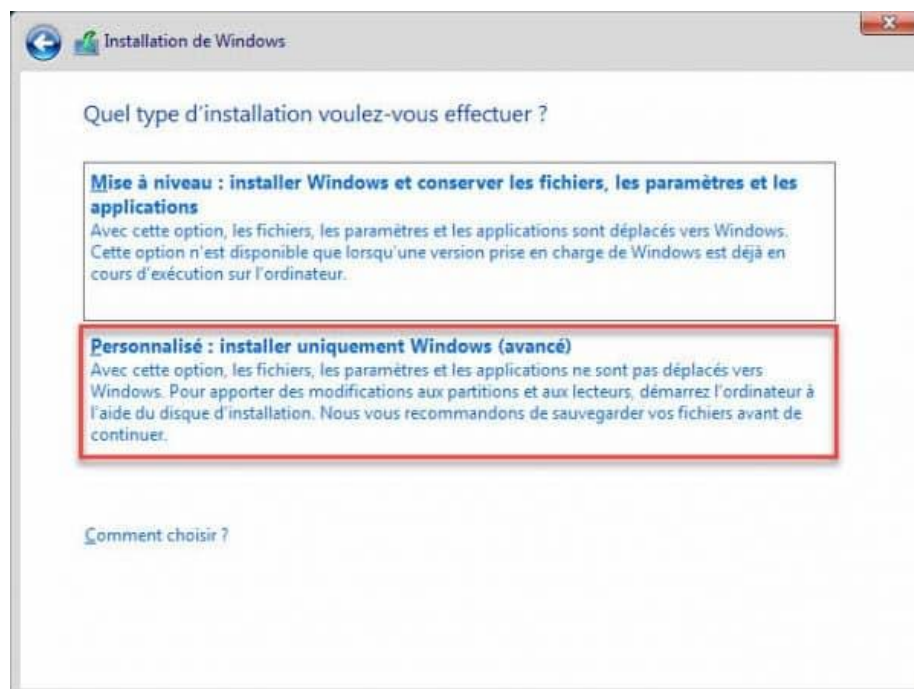 Installation de Windows
Quel type d'installation voulez-vous effectuer ?
Mise à niveau : installer Windows et conserver les fichiers, les paramètres et les
applications
Avec cette option, les fichiers, les paramètres et les applications sont déplacés vers Windows.
Cette option n'est disponible que lorsqu'une version prise en charge de Windows est déjà en
cours d'exécution sur l'ordinateur.
Personnalisé : installer uniquement Windows (avancé)
Avec cette option, les fichiers, les paramètres et les applications ne sont pas déplacés vers
Windows. Pour apporter des modifications aux partitions et aux lecteurs, démarrez l'ordinateur à
l'aide du disque d'installation. Nous vous recommandons de sauvegarder vos fichiers avant de
continuer.
Comment choisir ?